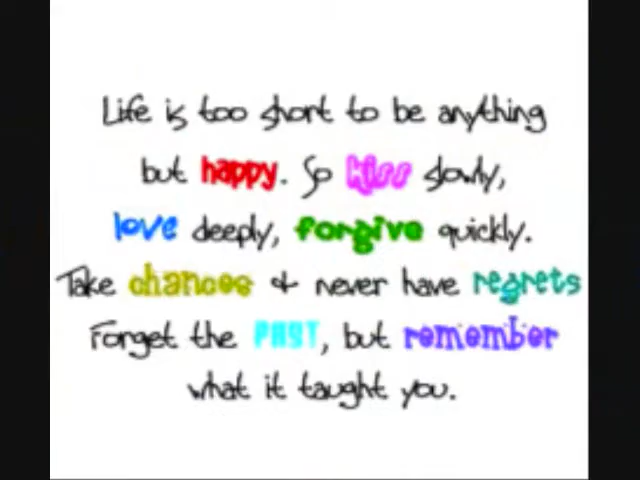 Life is too short to be anything
but happy. So kiss slowly,
love deeply, forgive quickly.
Take chances & never have regrets
Forget the PAST, but remember
what it taught you.